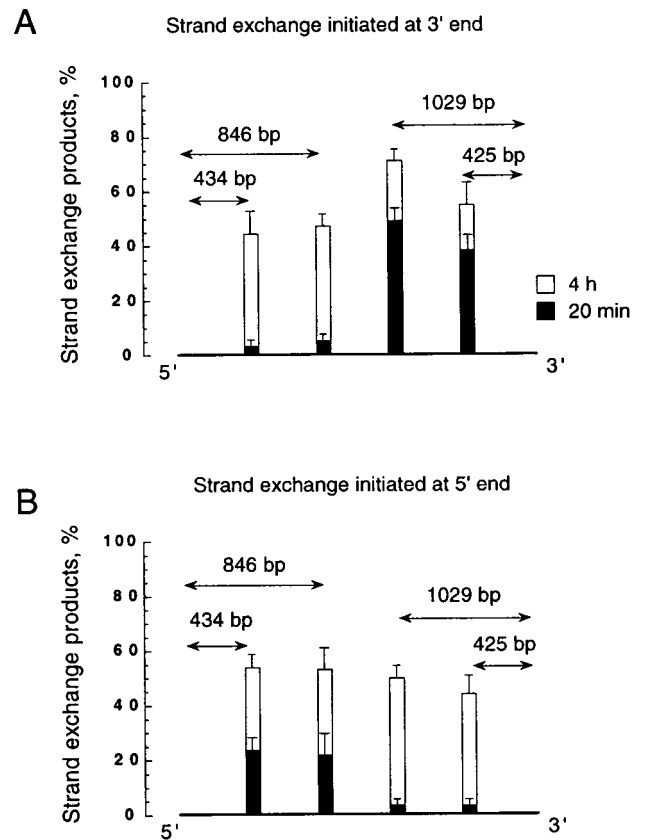 A
Strand exchange initiated at 3' end
Strand exchange products, %
100
80
60
40
20
0
846 bp
434 bp
1029 bp
425 bp
4 h
20 min
5'
3'
B
Strand exchange initiated at 5' end
Strand exchange products, %
100
80
60
40
20
0
846 bp
434 bp
1029 bp
425 bp
5'
3'